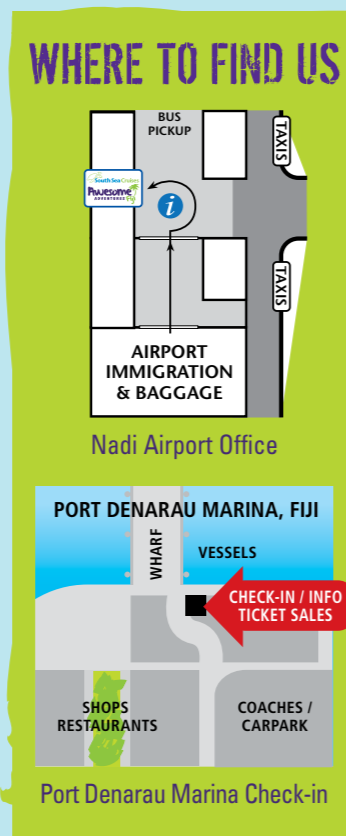 WHERE TO FIND US
BUS
PICKUP
TAXIS
South Sea Cruises
Awesome
ADVENTURES Fiji
i
TAXIS
AIRPORT
IMMIGRATION
& BAGGAGE
Nadi Airport Office
PORT DENARAU MARINA, FIJI
WHARF
VESSELS
CHECK-IN / INFO
TICKET SALES
SHOPS
RESTAURANTS
COACHES /
CARPARK
Port Denarau Marina Check-in